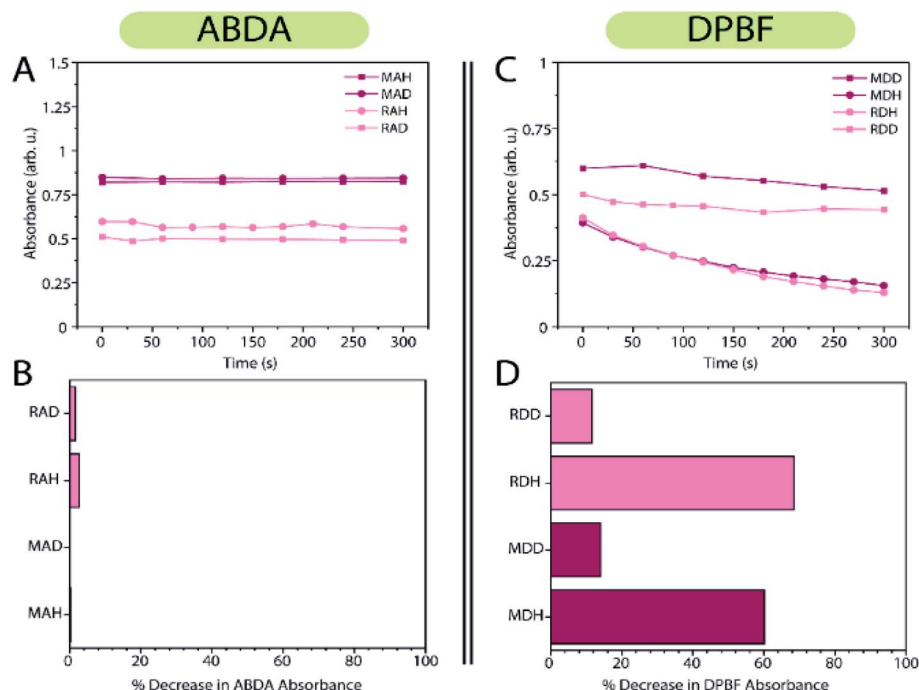 ABDA
DPBF
A
1.5
1.25
1
0.75
0.5
0.25
0
Absorbance (arb. u.)
MAH
MAD
RAH
RAD
0 50 100 150 200 250 300
Time (s)
C
1
0.75
0.5
0.25
0
Absorbance (arb. u.)
MDD
MDH
RDH
RDD
0 50 100 150 200 250 300
Time (s)
B
RAD
RAH
MAD
MAH
0 20 40 60 80 100
% Decrease in ABDA Absorbance
D
RDD
RDH
MDD
MDH
0 20 40 60 80 100
% Decrease in DPBF Absorbance